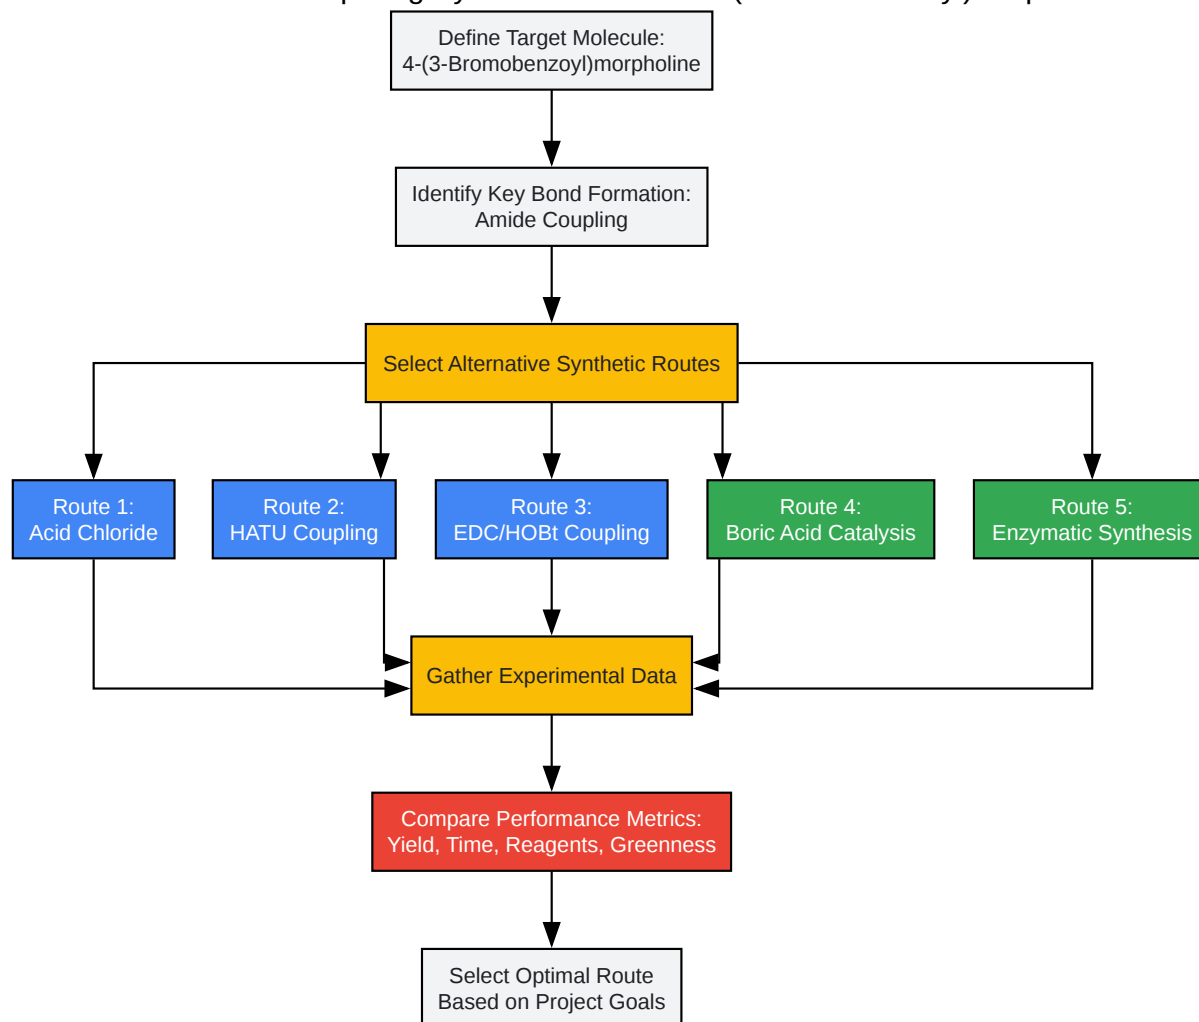 Define Target Molecule:
4-(3-Bromobenzoyl)morpholine
Identify Key Bond Formation:
Amide Coupling
Select Alternative Synthetic Routes
Route 1:
Acid Chloride
Route 2:
HATU Coupling
Route 3:
EDC/HOBt Coupling
Route 4:
Boric Acid Catalysis
Route 5:
Enzymatic Synthesis
Gather Experimental Data
Compare Performance Metrics:
Yield, Time, Reagents, Greenness
Select Optimal Route
Based on Project Goals